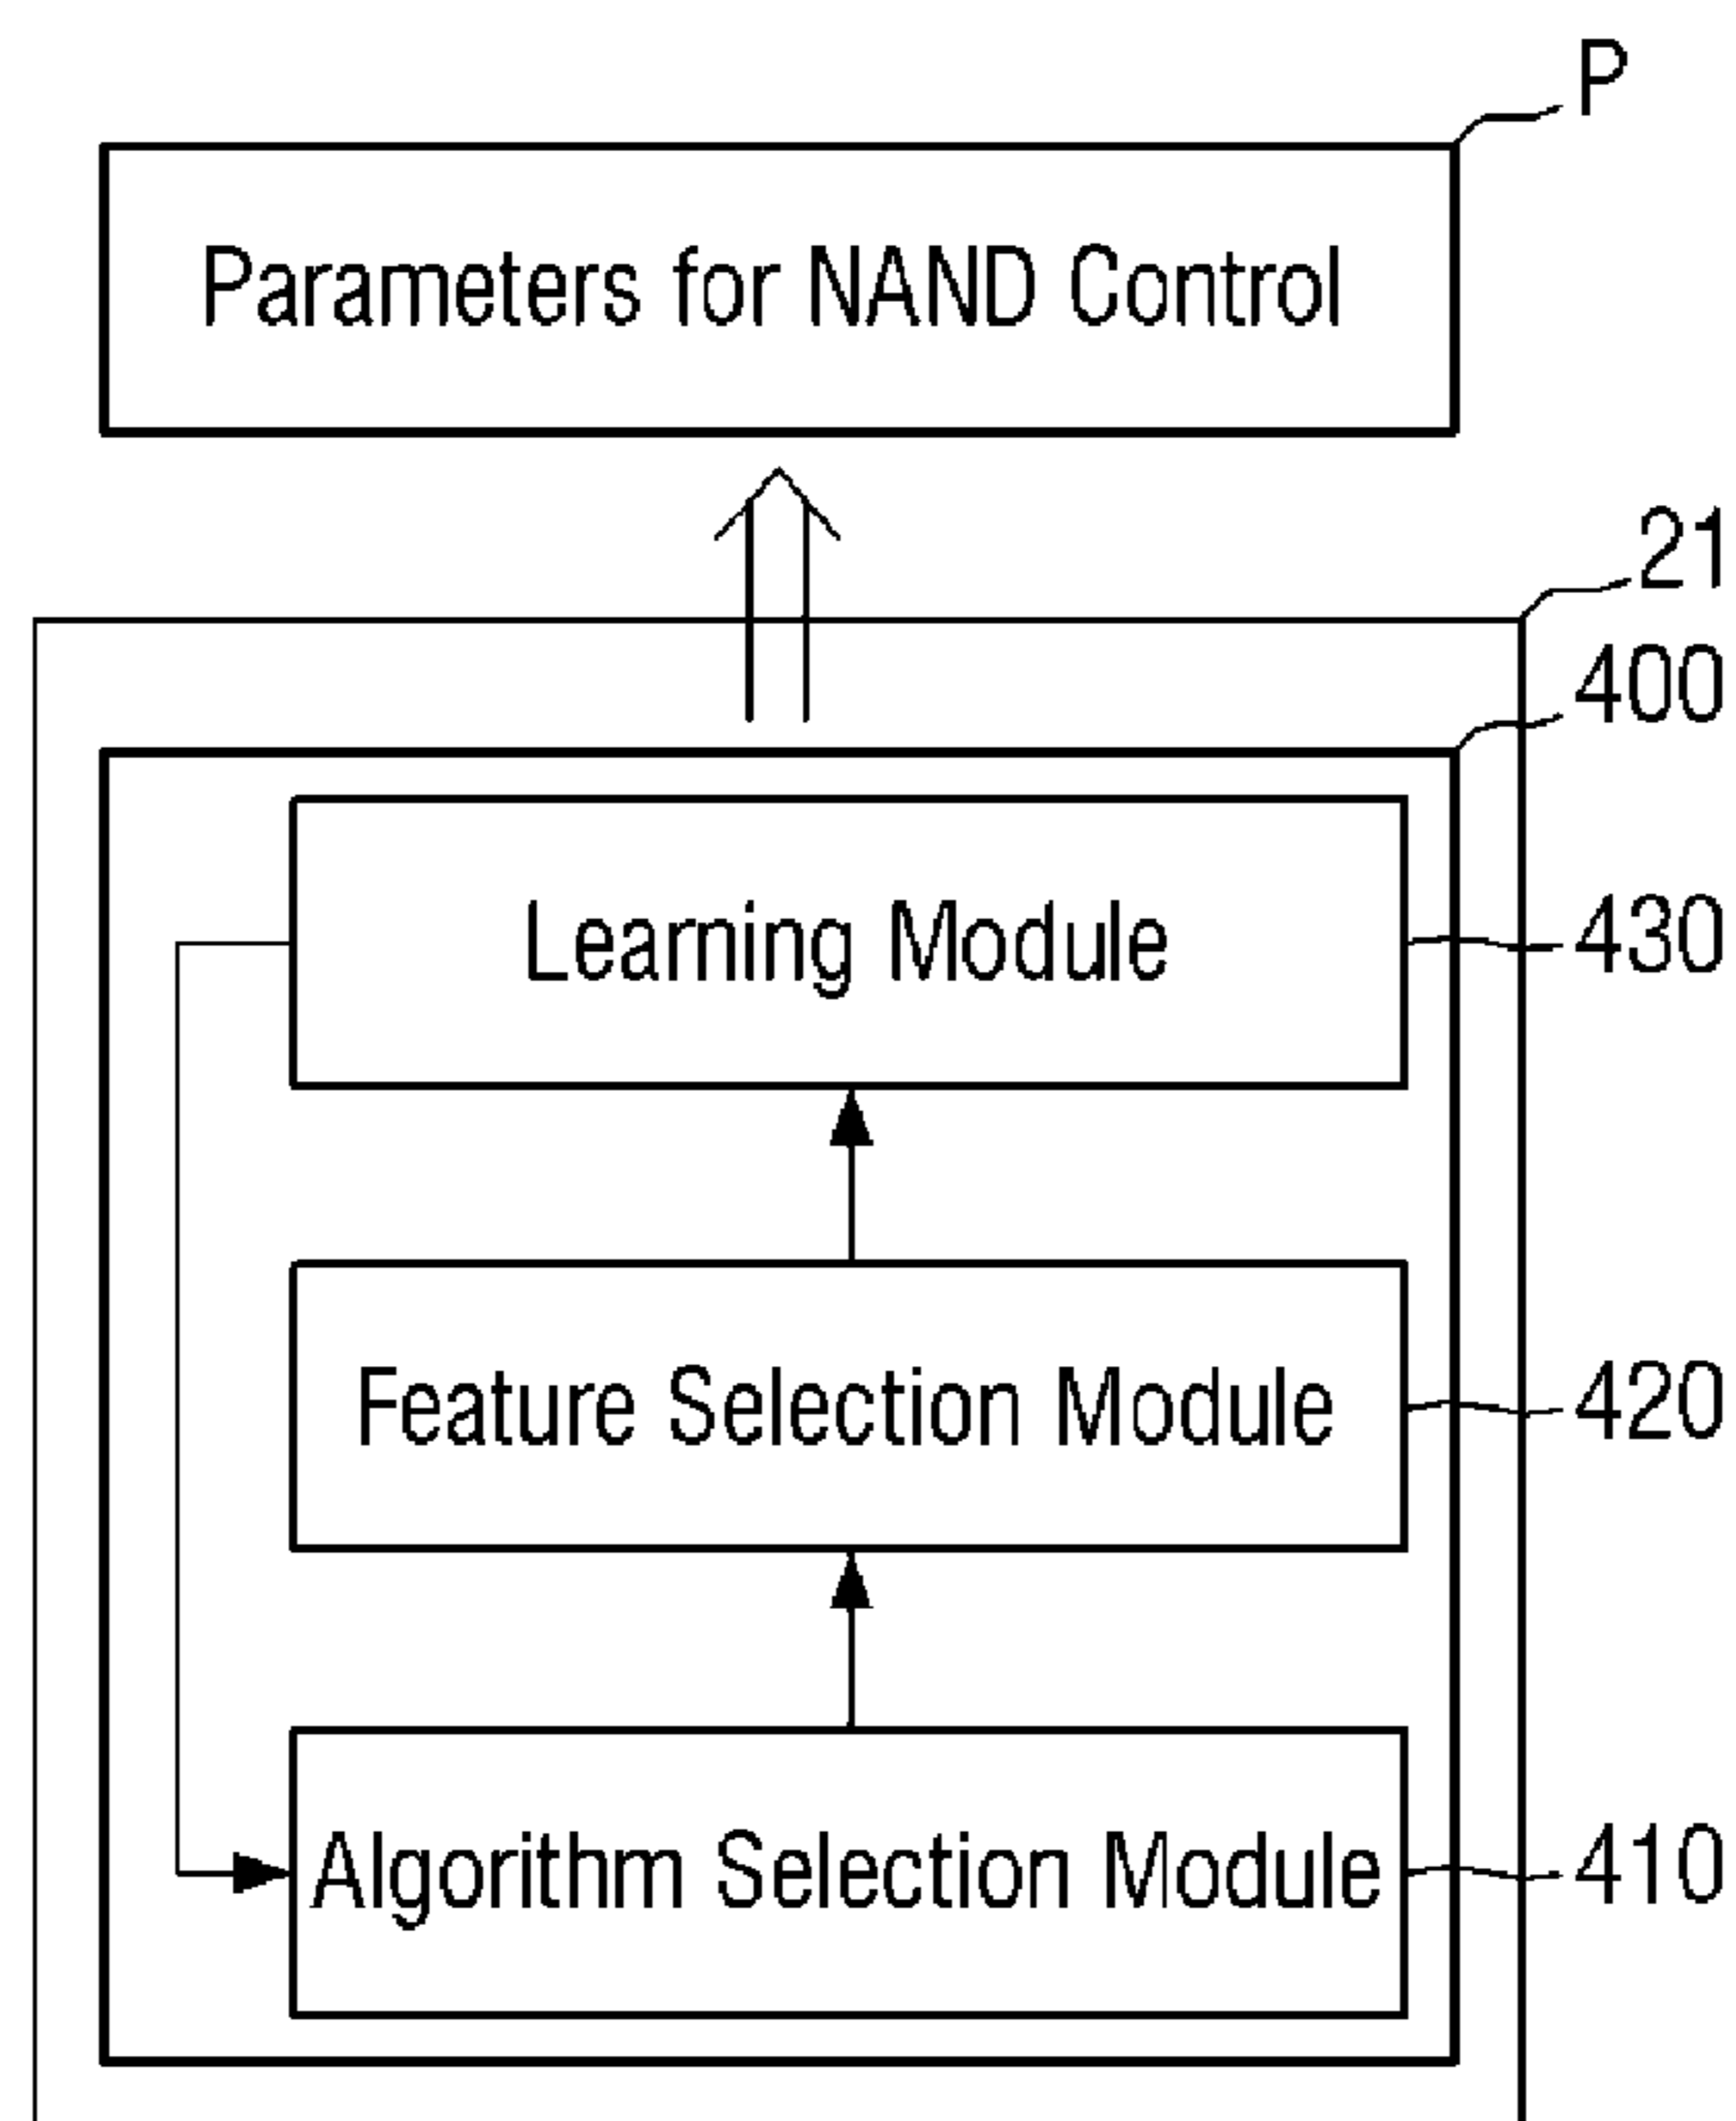 P
Parameters for NAND Control
21
400
Learning Module
430
Feature Selection Module
420
Algorithm Selection Module
410